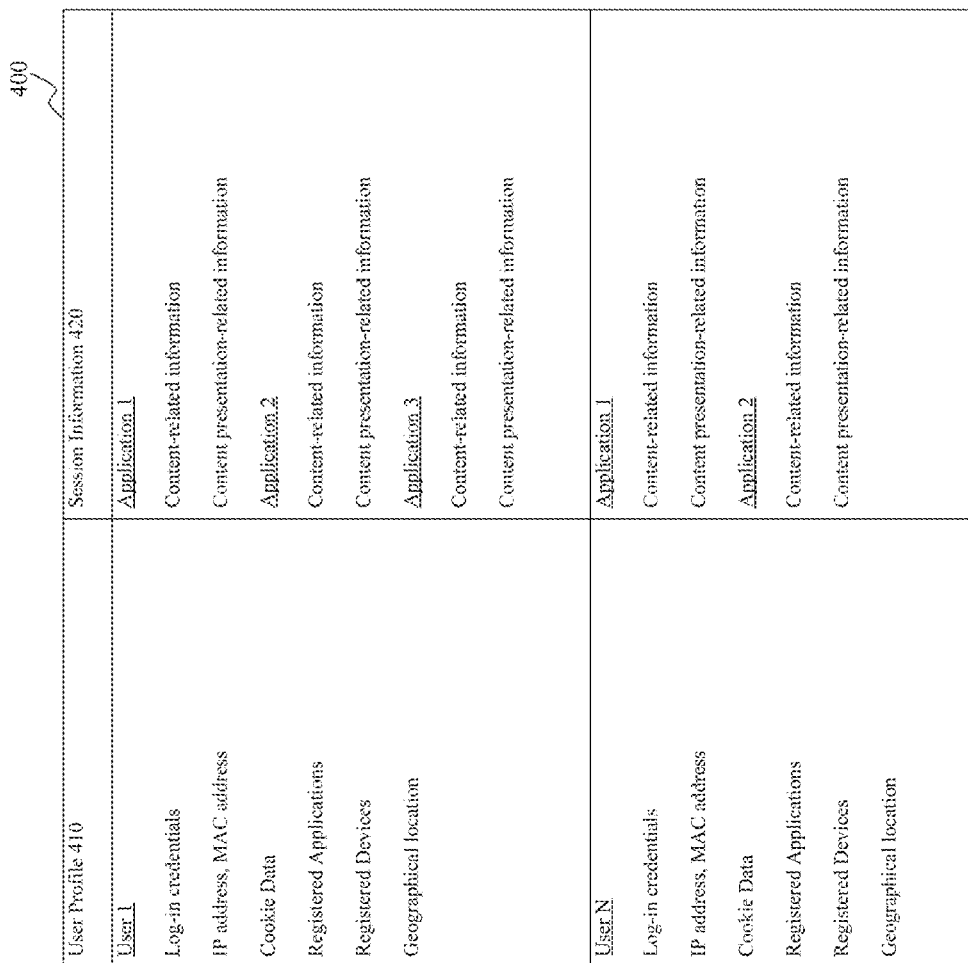 400
User Profile 410
Session Information 420
User 1
Log-in credentials
IP address, MAC address
Cookie Data
Registered Applications
Registered Devices
Geographical location
Application 1
Content-related information
Content presentation-related information
Application 2
Content-related information
Content presentation-related information
Application 3
Content-related information
Content presentation-related information
User N
Log-in credentials
IP address, MAC address
Cookie Data
Registered Applications
Registered Devices
Geographical location
Application 1
Content-related information
Content presentation-related information
Application 2
Content-related information
Content presentation-related information